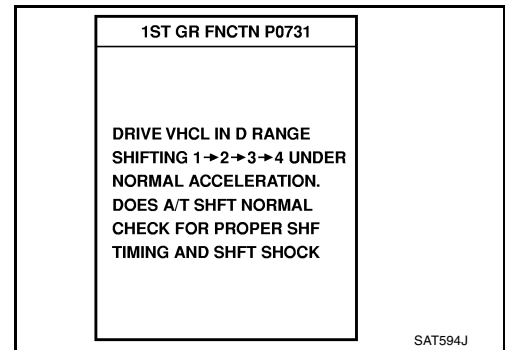 1ST GR FNCTN P0731
DRIVE VHCL IN D RANGE
SHIFTING 1➔2➔3➔4 UNDER
NORMAL ACCELERATION.
DOES A/T SHFT NORMAL
CHECK FOR PROPER SHF
TIMING AND SHFT SHOCK
SAT594J